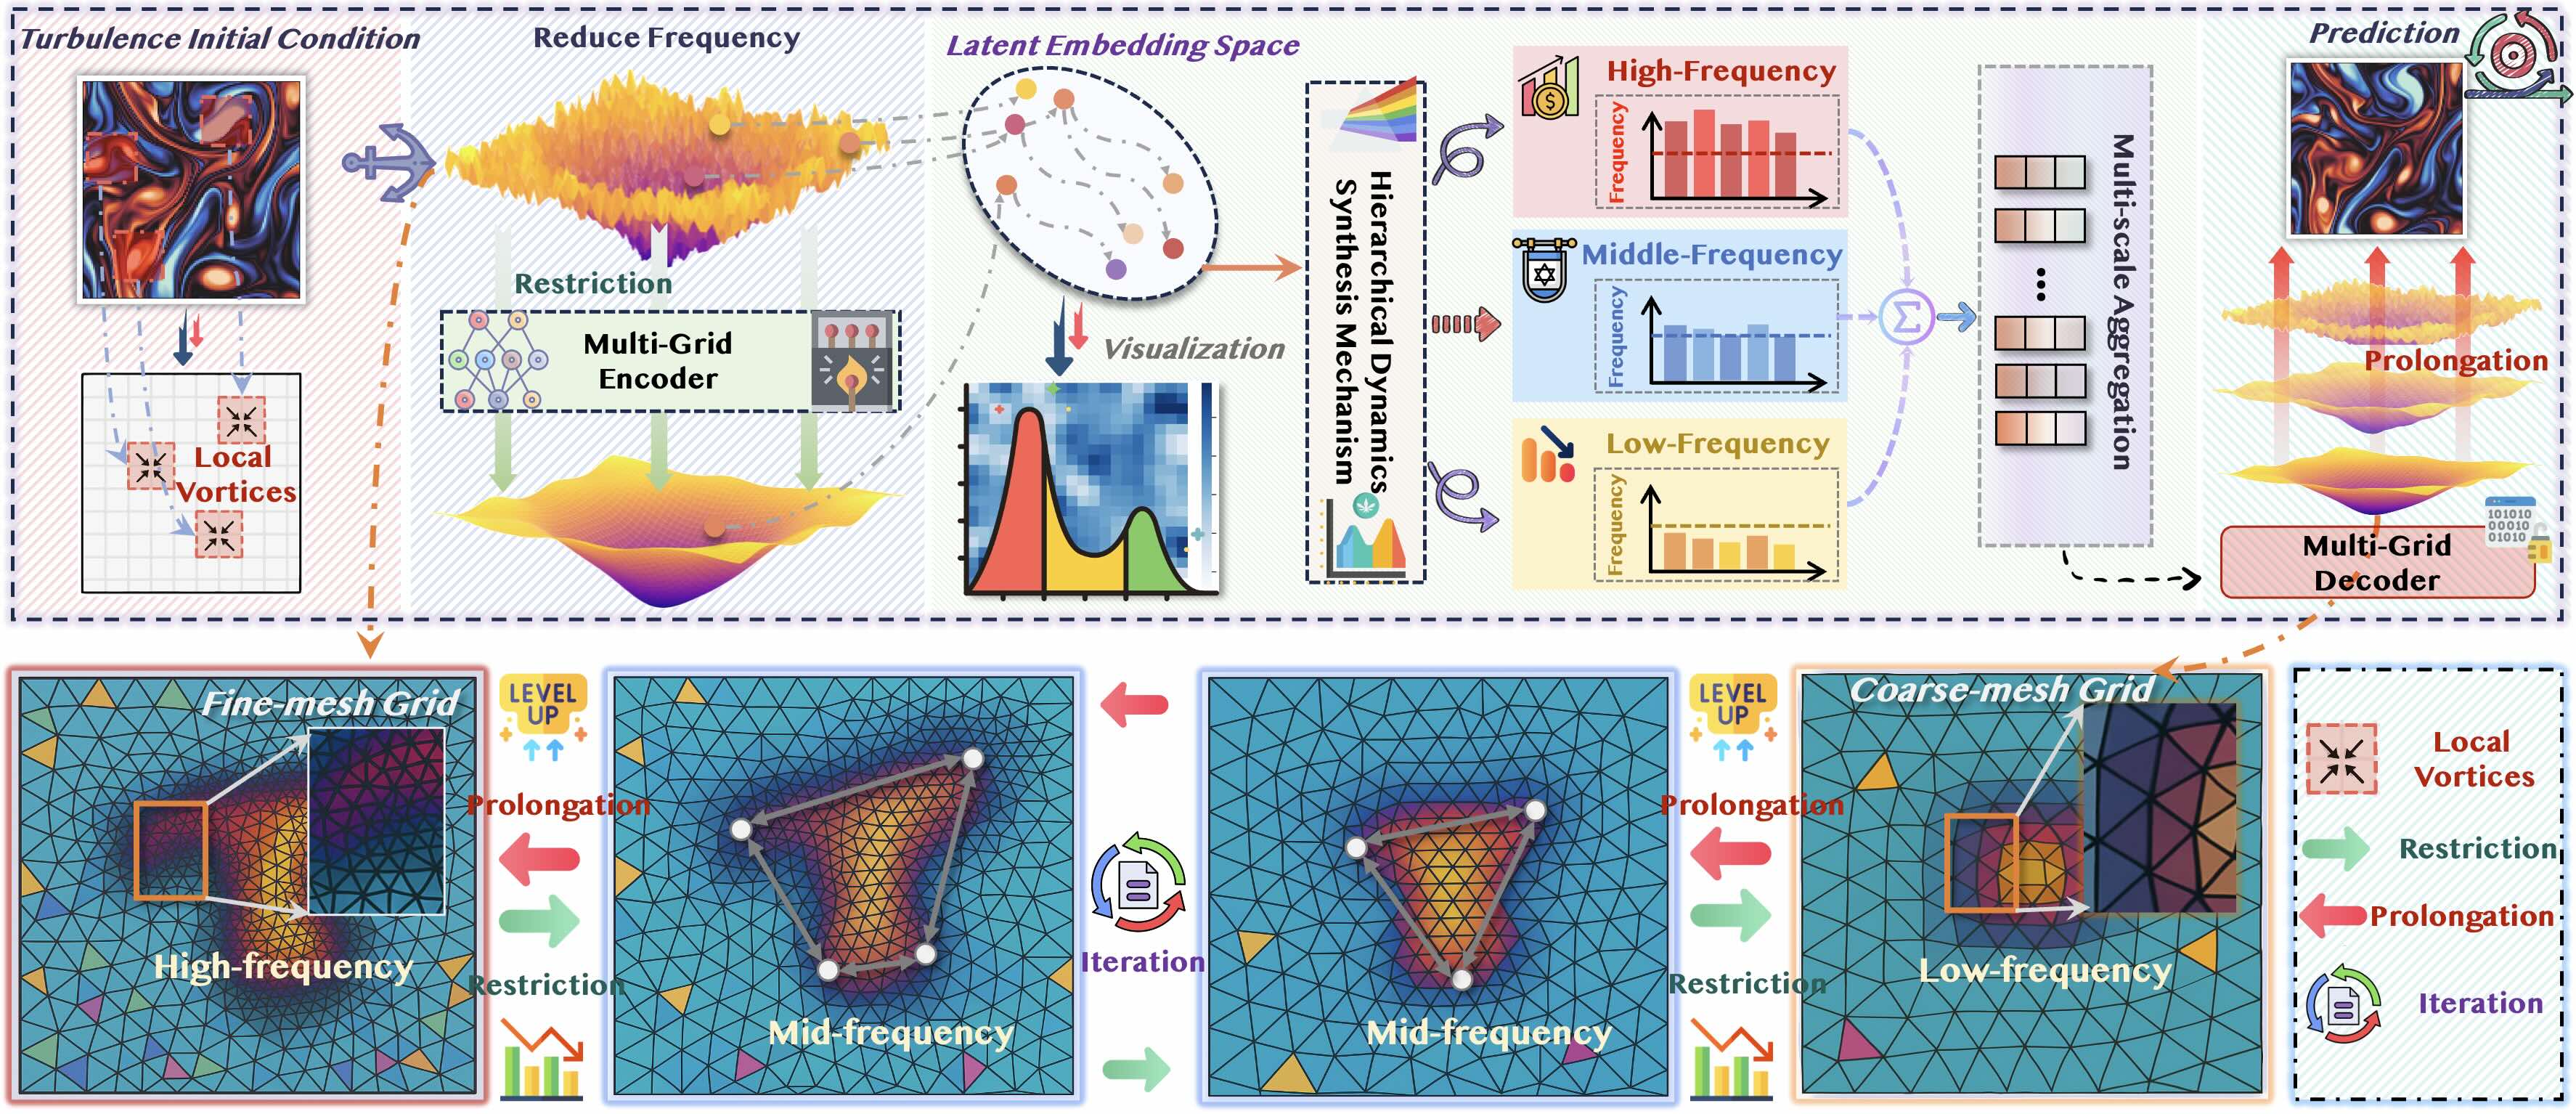 Turbulence Initial Condition
Local
Vortices
Reduce Frequency
Restriction
Multi-Grid
Encoder
Latent Embedding Space
Visualization
Hierarchical Dynamics
Synthesis Mechanism
High-Frequency
Frequency
Middle-Frequency
Frequency
Low-Frequency
Frequency
$
Σ
Multi-scale Aggregation
Prediction
Prolongation
101010
00010
01010
Multi-Grid
Decoder
Fine-mesh Grid
High-frequency
LEVEL
UP
Prolongation
Restriction
Mid-frequency
Iteration
Mid-frequency
LEVEL
UP
Prolongation
Restriction
Coarse-mesh Grid
Low-frequency
Local
Vortices
Restriction
Prolongation
Iteration